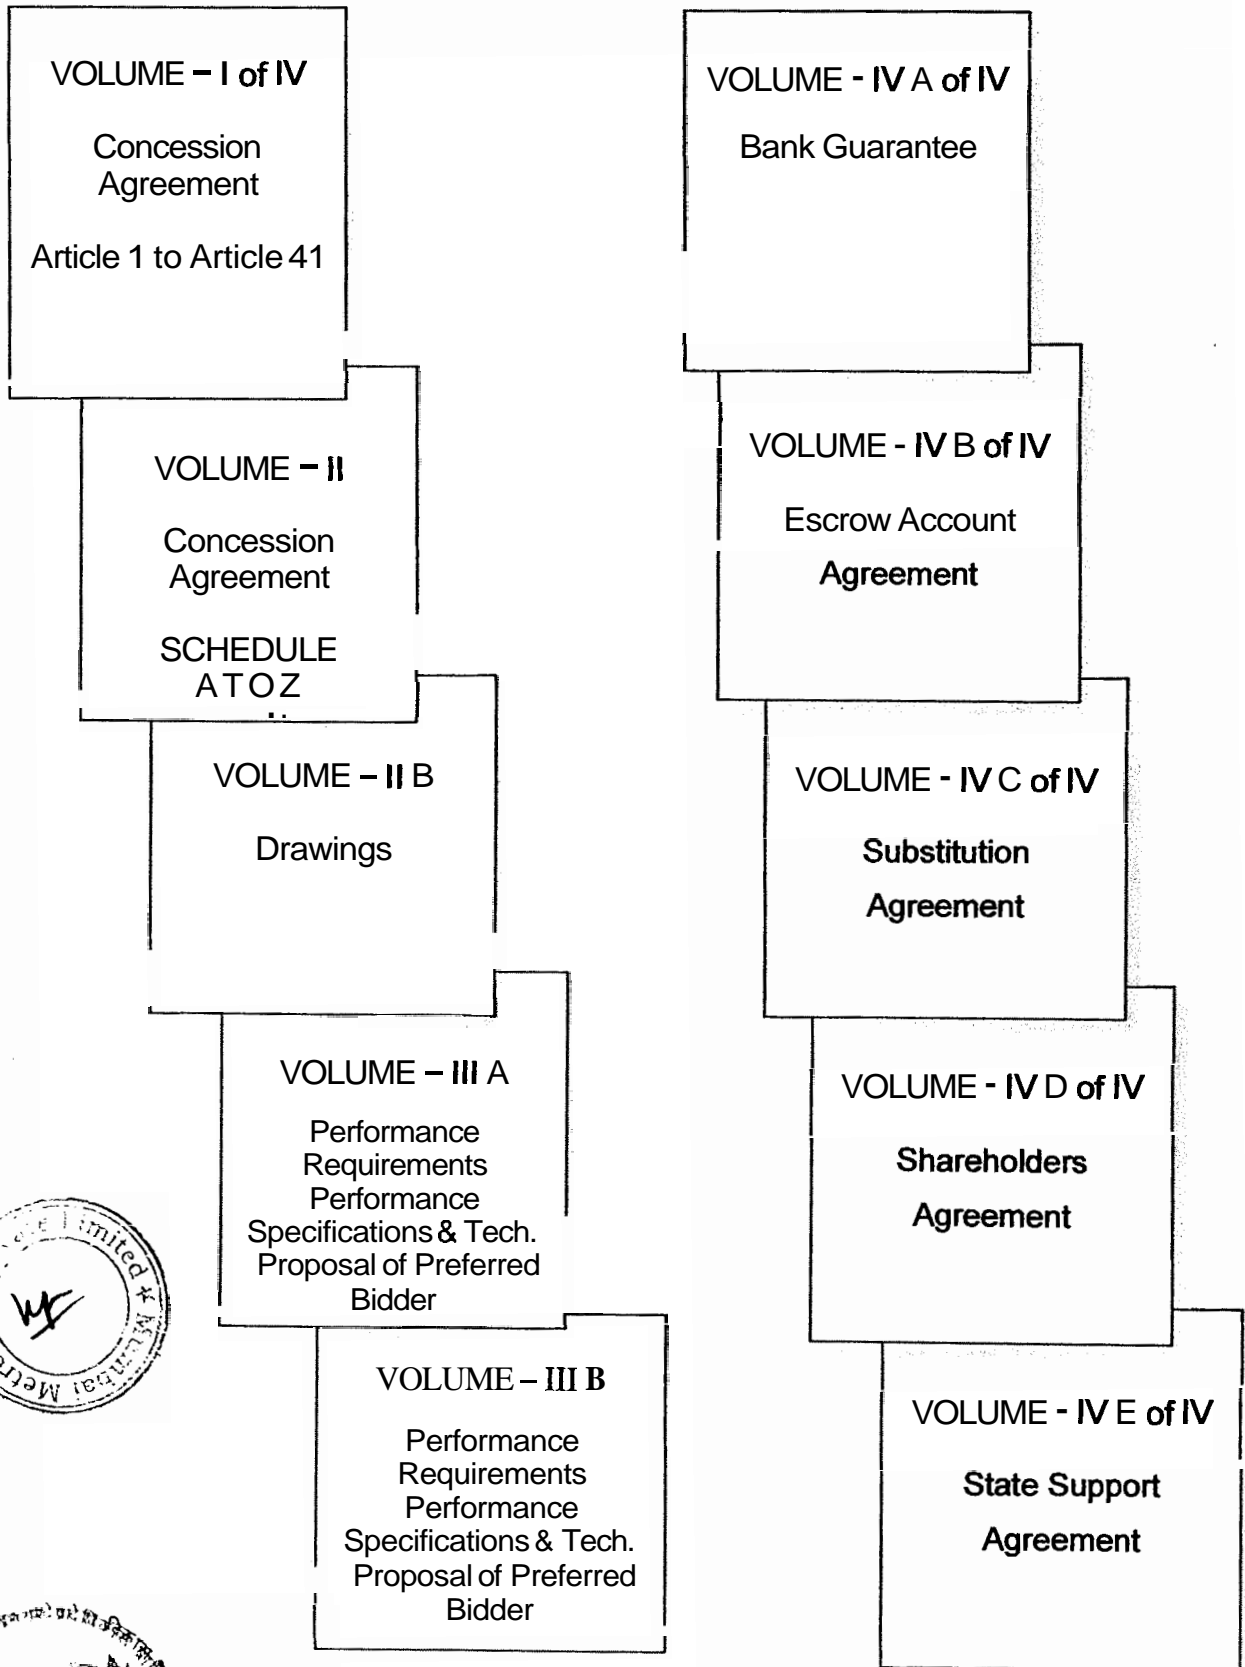 VOLUME – I of IV
Concession
Agreement
Article 1 to Article 41
VOLUME – II
Concession
Agreement
SCHEDULE
A T O Z
VOLUME – II B
Drawings
VOLUME – III A
Performance
Requirements
Performance
Specifications & Tech.
Proposal of Preferred
Bidder
VOLUME – III B
Performance
Requirements
Performance
Specifications & Tech.
Proposal of Preferred
Bidder
VOLUME - IV A of IV
Bank Guarantee
VOLUME - IV B of IV
Escrow Account
Agreement
VOLUME - IV C of IV
Substitution
Agreement
VOLUME - IV D of IV
Shareholders
Agreement
VOLUME - IV E of IV
State Support
Agreement
Limited * Mumbai Metro